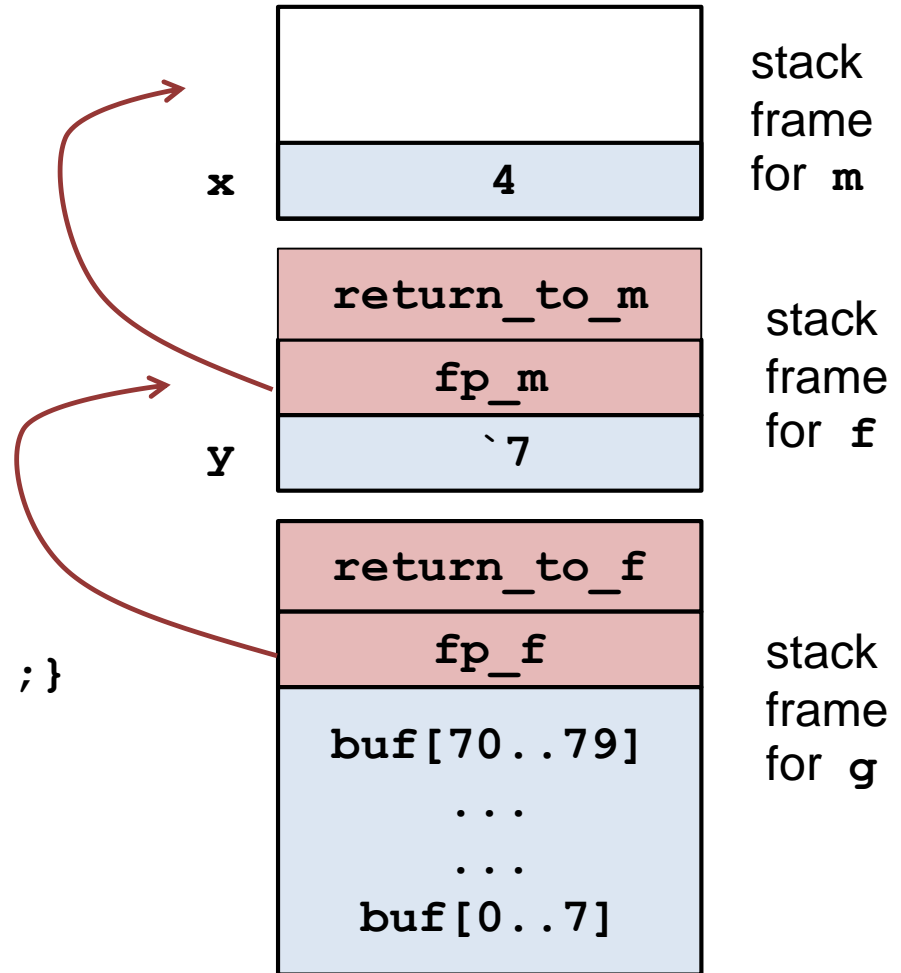 stack
frame
for m
x
4
return_to_m
stack
frame
for f
fp_m
y
`7
return_to_f
fp_f
;}
stack
frame
for g
buf[70..79]
...
...
buf[0..7]